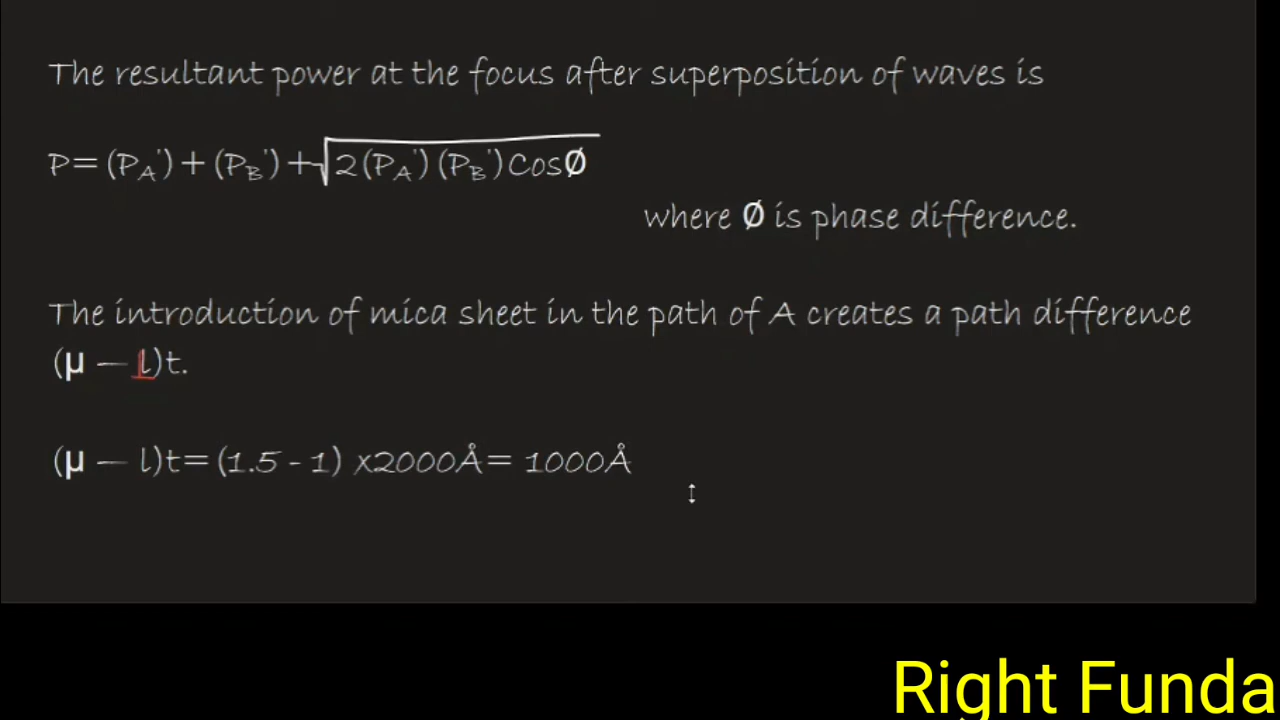 The resultant power at the focus after superposition of waves is
P= (PA') + (PB') +√2(PA') (PB') CosØ
where Ø is phase difference.
The introduction of mica sheet in the path of A creates a path difference
(μ — l)t.
(μ — l)t= (1.5 - 1) x2000Å= 1000Å
Right Funda